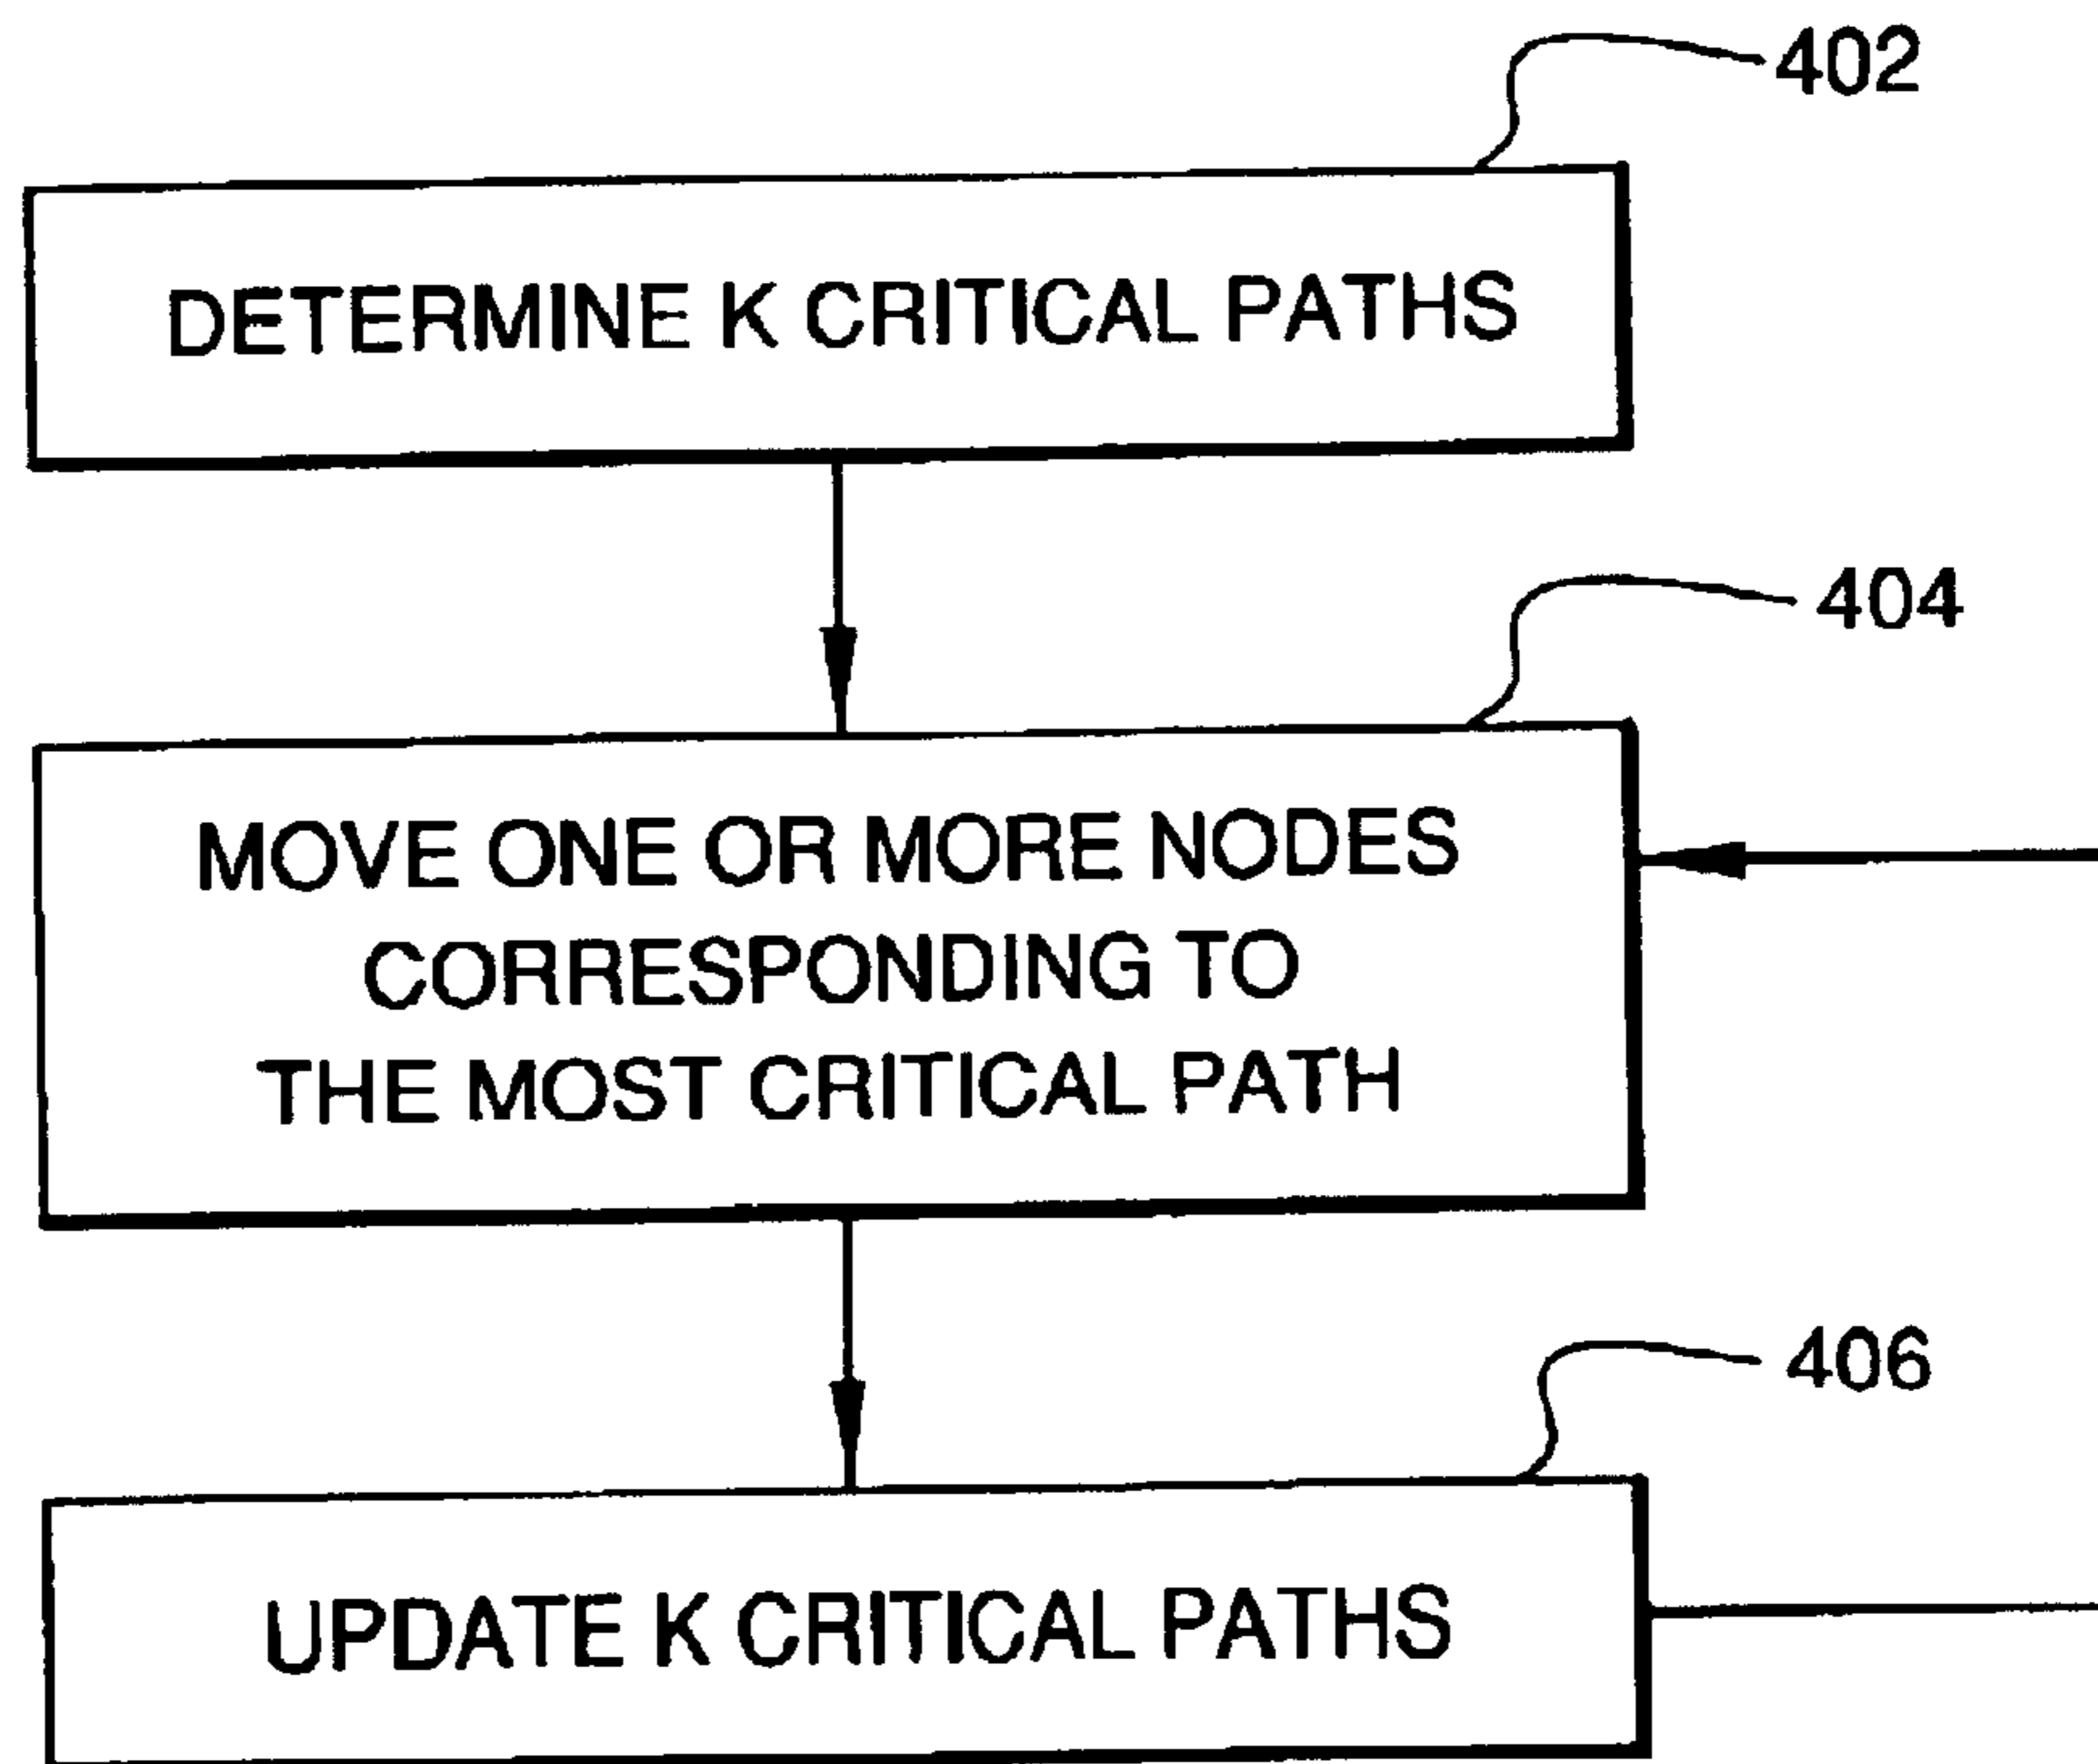 402
DETERMINE K CRITICAL PATHS
404
MOVE ONE OR MORE NODES
CORRESPONDING TO
THE MOST CRITICAL PATH
406
UPDATE K CRITICAL PATHS